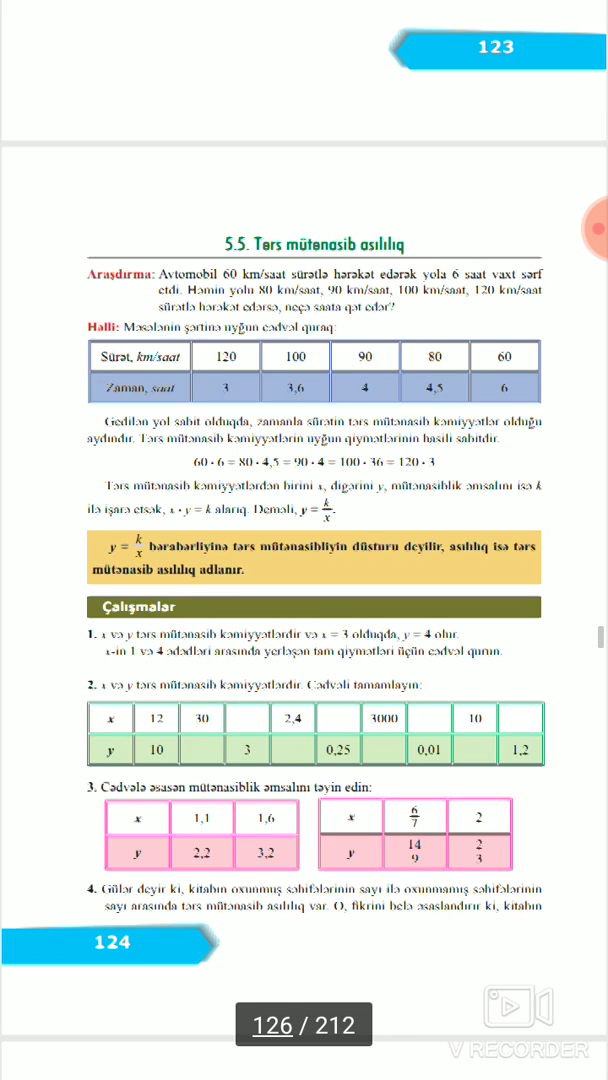 123
5.5. Tərs mütənasib asılılıq
Araşdırma: Avtomobil 60 km/saat sürətlə hərəkət edərək yola 6 saat vaxt sərf
etdi. Həmin yolu 80 km/saat, 90 km/saat, 100 km/saat, 120 km/saat
sürətlə hərəkət edərsə, neçə saata qət edər?
Həlli: Məsələnin şərtinə uyğun cədvəl quraq:
Sürət, km/saat 120 100 90 80 60
Zaman, saat 3 3,6 4 4,5 6
Gedilən yol sabit olduqda, zamanla sürətin tərs mütənasib kəmiyyətlər olduğu
aydındır. Tərs mütənasib kəmiyyətlərin uyğun qiymətlərinin hasili sabitdir.
60 · 6 = 80 · 4,5 = 90 · 4 = 100 · 36 = 120 · 3
Tərs mütənasib kəmiyyətlərdən birini x, digərini y, mütənasiblik əmsalını isə k
ilə işarə etsək, x · y = k alarıq. Deməli, y = k/x.
y = k/x bərabərliyinə tərs mütənasibliyin düsturu deyilir, asılılıq isə tərs
mütənasib asılılıq adlanır.
Çalışmalar
1. x və y tərs mütənasib kəmiyyətlərdir və x = 3 olduqda, y = 4 olur.
x-in 1 və 4 ədədləri arasında yerləşən tam qiymətləri üçün cədvəl qurun.
2. x və y tərs mütənasib kəmiyyətlərdir. Cədvəli tamamlayın:
x 12 30 2,4 3000 10
y 10 3 0,25 0,01 1,2
3. Cədvələ əsasən mütənasiblik əmsalını təyin edin:
x 1,1 1,6 x 6/7 2
y 2,2 3,2 y 14/9 2/3
4. Gülər deyir ki, kitabın oxunmuş səhifələrinin sayı ilə oxunmamış səhifələrinin
sayı arasında tərs mütənasib asılılıq var. O, fikrini belə əsaslandırır ki, kitabın
124
126 / 212
V RECORDER